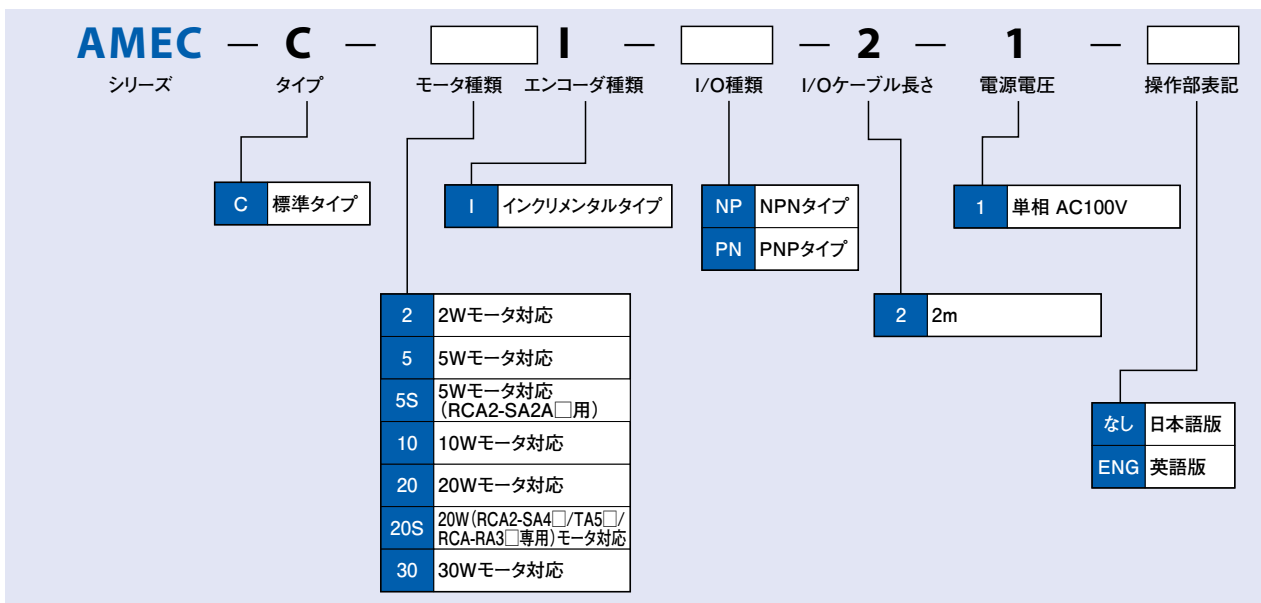 AMEC — C — □ I — □ — 2 — 1 — □
シリーズ タイプ モータ種類 エンコーダ種類 I/O種類 I/Oケーブル長さ 電源電圧 操作部表記
C 標準タイプ
I インクリメンタルタイプ
NP NPNタイプ
PN PNPタイプ
1 単相 AC100V
2 2Wモータ対応
5 5Wモータ対応
5S 5Wモータ対応
(RCA2-SA2A□用)
10 10Wモータ対応
20 20Wモータ対応
20S 20W(RCA2-SA4□/TA5□/
RCA-RA3□専用)モータ対応
30 30Wモータ対応
2 2m
なし 日本語版
ENG 英語版